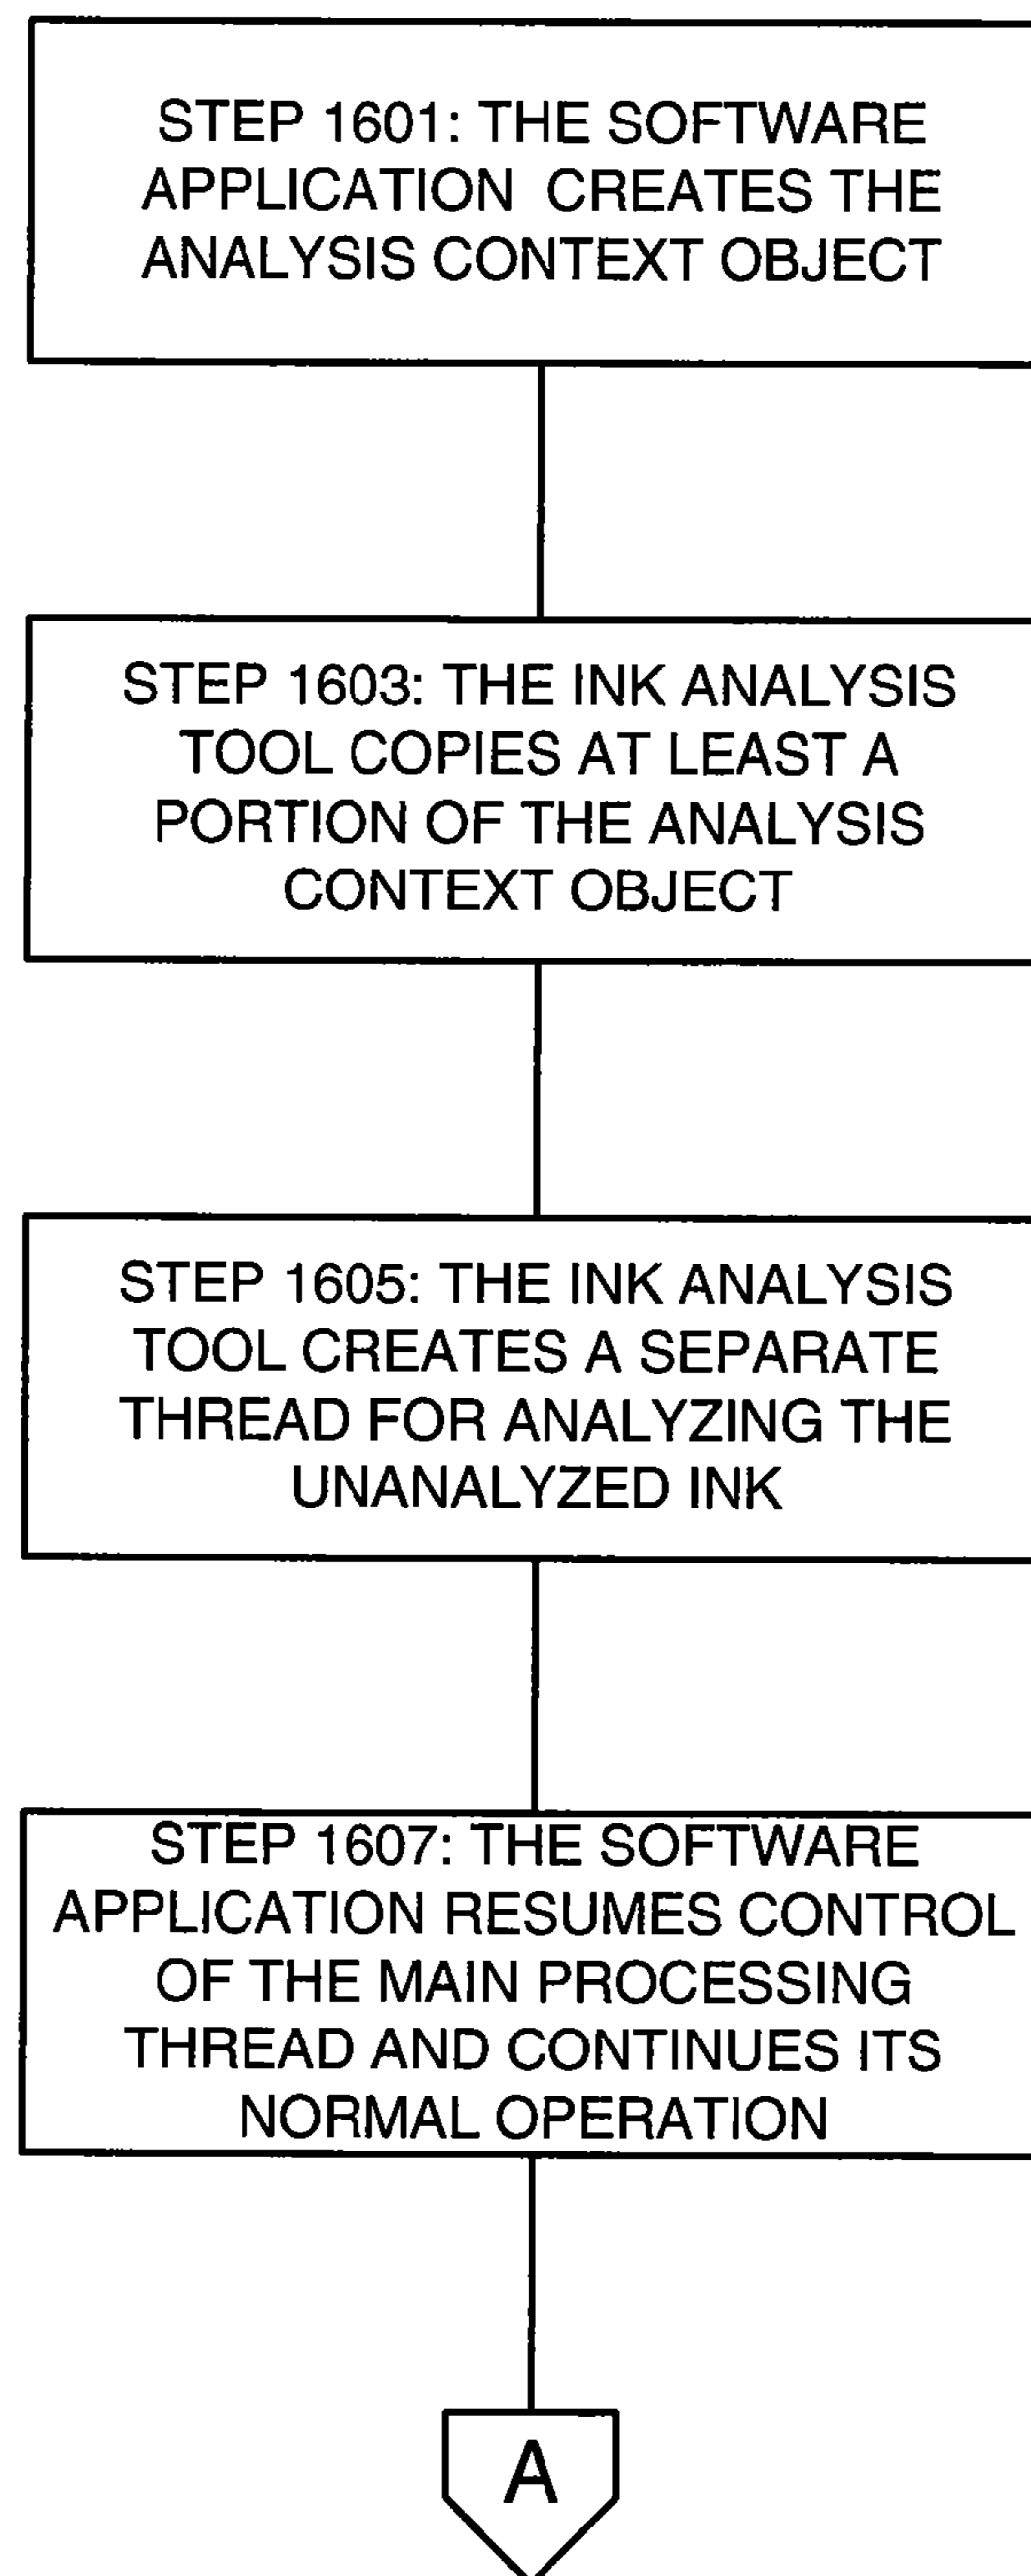 STEP 1601: THE SOFTWARE
APPLICATION CREATES THE
ANALYSIS CONTEXT OBJECT
STEP 1603: THE INK ANALYSIS
TOOL COPIES AT LEAST A
PORTION OF THE ANALYSIS
CONTEXT OBJECT
STEP 1605: THE INK ANALYSIS
TOOL CREATES A SEPARATE
THREAD FOR ANALYZING THE
UNANALYZED INK
STEP 1607: THE SOFTWARE
APPLICATION RESUMES CONTROL
OF THE MAIN PROCESSING
THREAD AND CONTINUES ITS
NORMAL OPERATION
A